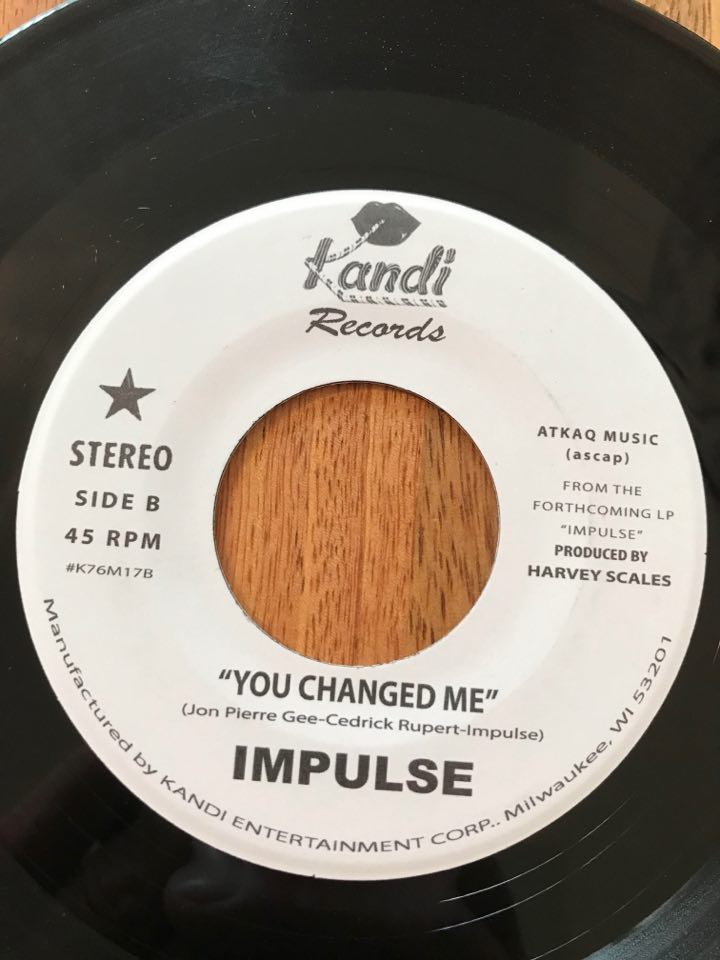 Kandi
Records
STEREO
SIDE B
45 RPM
#K76M17B
ATKAQ MUSIC
(ascap)
FROM THE
FORTHCOMING LP
"IMPULSE"
PRODUCED BY
HARVEY SCALES
"YOU CHANGED ME"
(Jon Pierre Gee-Cedrick Rupert-Impulse)
IMPULSE
Manufactured by KANDI ENTERTAINMENT CORP.. Milwaukee, WI 53201